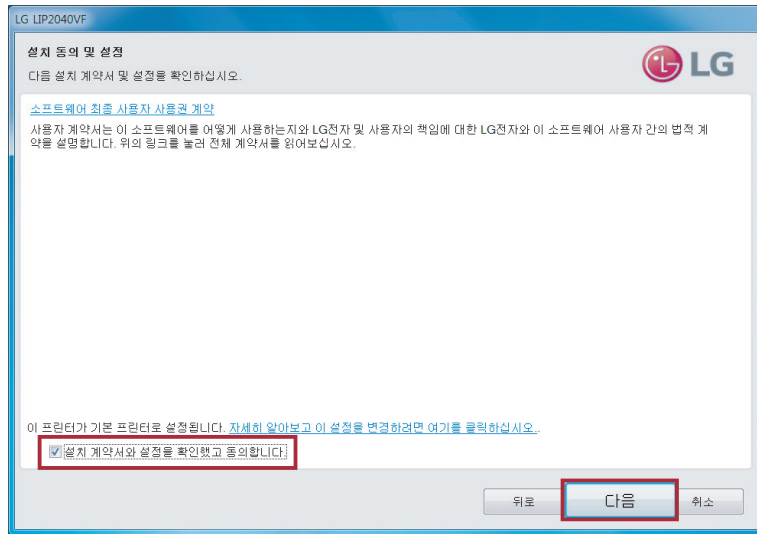 LG LIP2040VF
설치 동의 및 설정
다음 설치 계약서 및 설정을 확인하십시오.
LG
소프트웨어 최종 사용자 사용권 계약
사용자 계약서는 이 소프트웨어를 어떻게 사용하는지와 LG전자 및 사용자의 책임에 대한 LG전자와 이 소프트웨어 사용자 간의 법적 계
약을 설명합니다. 위의 링크를 눌러 전체 계약서를 읽어보십시오.
이 프린터가 기본 프린터로 설정됩니다. 자세히 알아보고 이 설정을 변경하려면 여기를 클릭하십시오..
설치 계약서와 설정을 확인했고 동의합니다.
뒤로 다음 취소